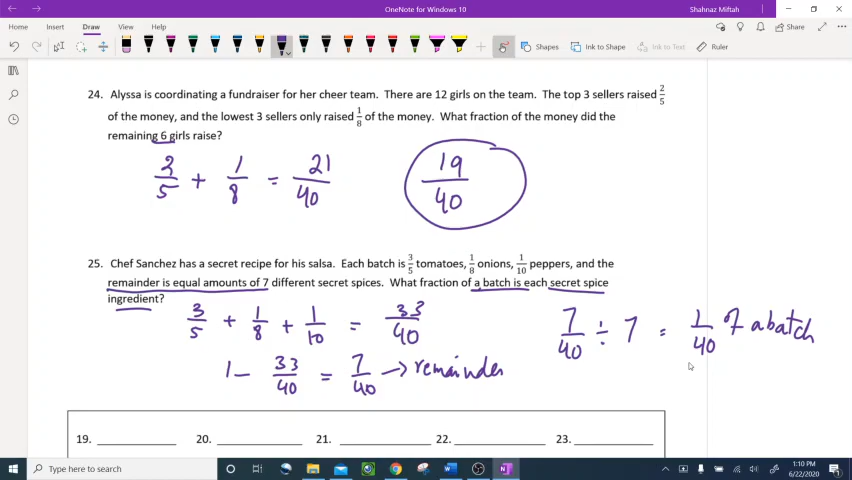 OneNote for Windows 10
Shahnaz Miftah
Home Insert Draw View Help
Share
Shapes Ink to Shape Ink to Text Ruler
24. Alyssa is coordinating a fundraiser for her cheer team. There are 12 girls on the team. The top 3 sellers raised 2/5
of the money, and the lowest 3 sellers only raised 1/8 of the money. What fraction of the money did the
remaining 6 girls raise?
2/5 + 1/8 = 21/40 19/40
25. Chef Sanchez has a secret recipe for his salsa. Each batch is 3/5 tomatoes, 1/8 onions, 1/10 peppers, and the
remainder is equal amounts of 7 different secret spices. What fraction of a batch is each secret spice
ingredient?
3/5 + 1/8 + 1/10 = 33/40
7/40 ÷ 7 = 1/40 of a batch
1 - 33/40 = 7/40 → remainder
19. 20. 21. 22. 23.
Type here to search
1:10 PM
6/22/2020